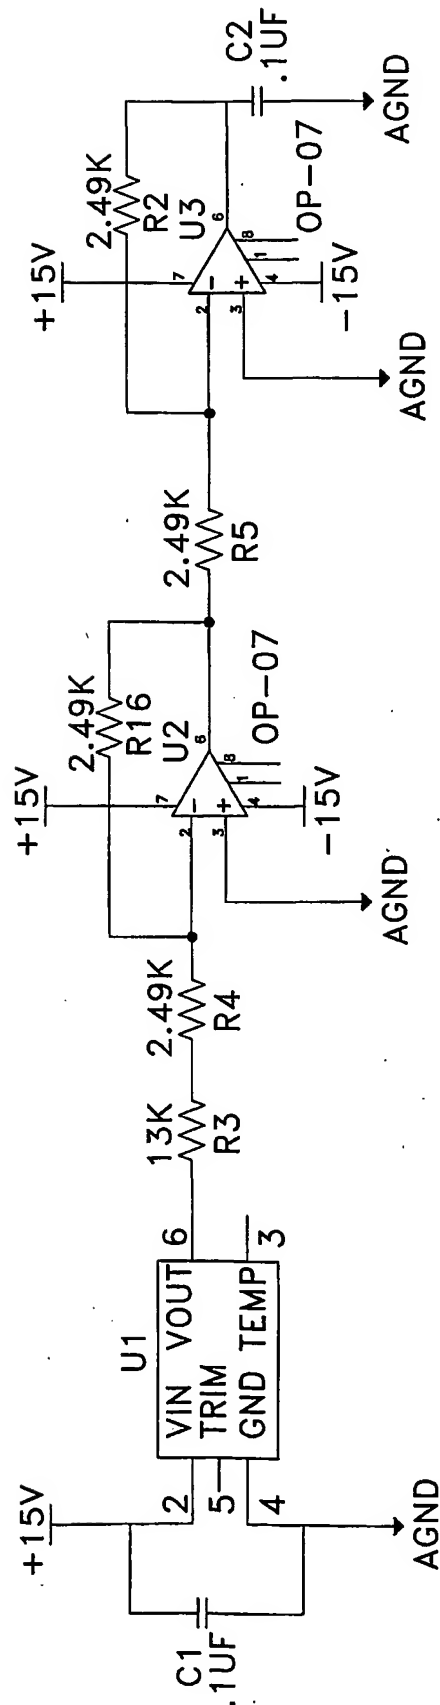 +15V
C1
.1UF
2
5
4
AGND
U1
VIN VOUT
TRIM
GND TEMP
6
3
13K
R3
2.49K
R4
2.49K
R16
+15V
U2
7
2
-
6
3
+
1
8
4
OP-07
-15V
AGND
2.49K
R5
2.49K
R2
+15V
U3
7
2
-
6
3
+
1
8
4
OP-07
-15V
AGND
C2
.1UF
AGND